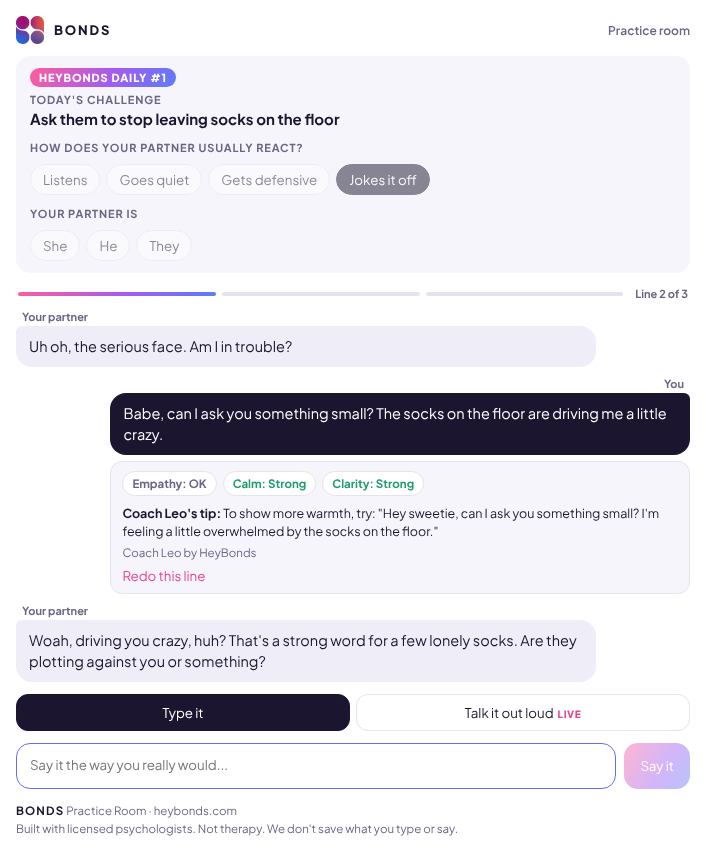 BONDS
Practice room
HEYBONDS DAILY #1
TODAY'S CHALLENGE
Ask them to stop leaving socks on the floor
HOW DOES YOUR PARTNER USUALLY REACT?
Listens Goes quiet Gets defensive Jokes it off
YOUR PARTNER IS
She He They
Line 2 of 3
Your partner
Uh oh, the serious face. Am I in trouble?
You
Babe, can I ask you something small? The socks on the floor are driving me a little
crazy.
Empathy: OK Calm: Strong Clarity: Strong
Coach Leo's tip: To show more warmth, try: "Hey sweetie, can I ask you something small? I'm
feeling a little overwhelmed by the socks on the floor."
Coach Leo by HeyBonds
Redo this line
Your partner
Woah, driving you crazy, huh? That's a strong word for a few lonely socks. Are they
plotting against you or something?
Type it
Talk it out loud LIVE
Say it the way you really would...
Say it
BONDS Practice Room · heybonds.com
Built with licensed psychologists. Not therapy. We don't save what you type or say.